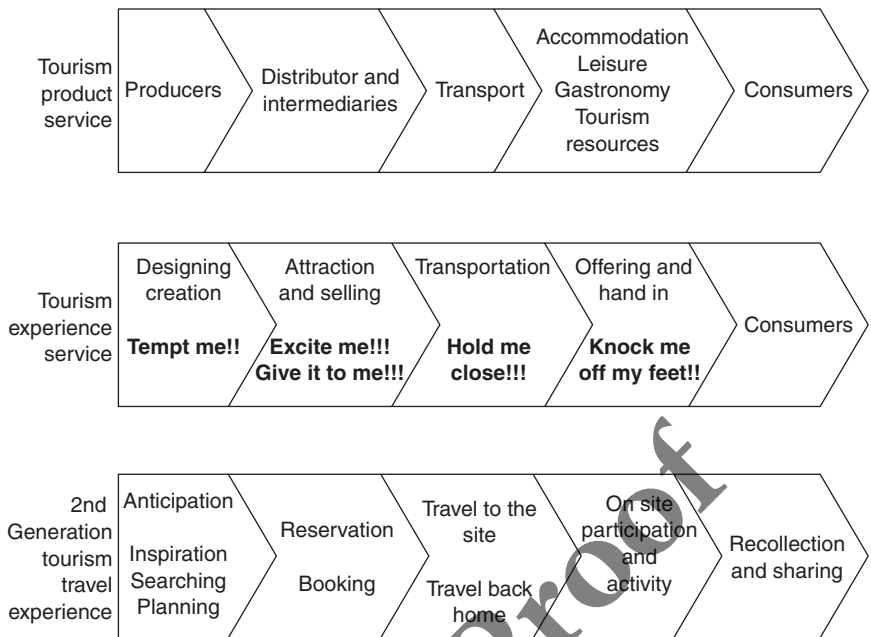 Tourism
product
service
Producers
Distributor and
intermediaries
Transport
Accommodation
Leisure
Gastronomy
Tourism
resources
Consumers
Tourism
experience
service
Designing
creation
Tempt me!!
Attraction
and selling
Excite me!!!
Give it to me!!!
Transportation
Hold me
close!!!
Offering and
hand in
Knock me
off my feet!!
Consumers
2nd
Generation
tourism
travel
experience
Anticipation
Inspiration
Searching
Planning
Reservation
Booking
Travel to the
site
Travel back
home
On site
participation
and
activity
Recollection
and sharing
Proof